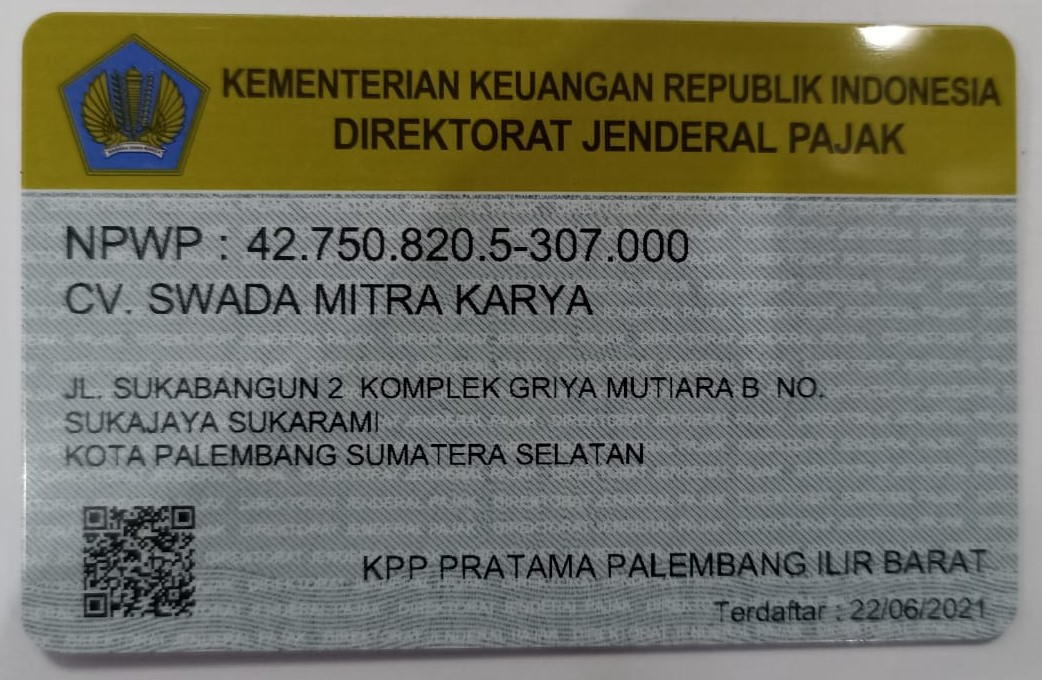 KEMENTERIAN KEUANGAN REPUBLIK INDONESIA
DIREKTORAT JENDERAL PAJAK
NPWP : 42.750.820.5-307.000
CV. SWADA MITRA KARYA
JL. SUKABANGUN 2 KOMPLEK GRIYA MUTIARA B NO.
SUKAJAYA SUKARAMI
KOTA PALEMBANG SUMATERA SELATAN
KPP PRATAMA PALEMBANG ILIR BARAT
Terdaftar : 22/06/2021